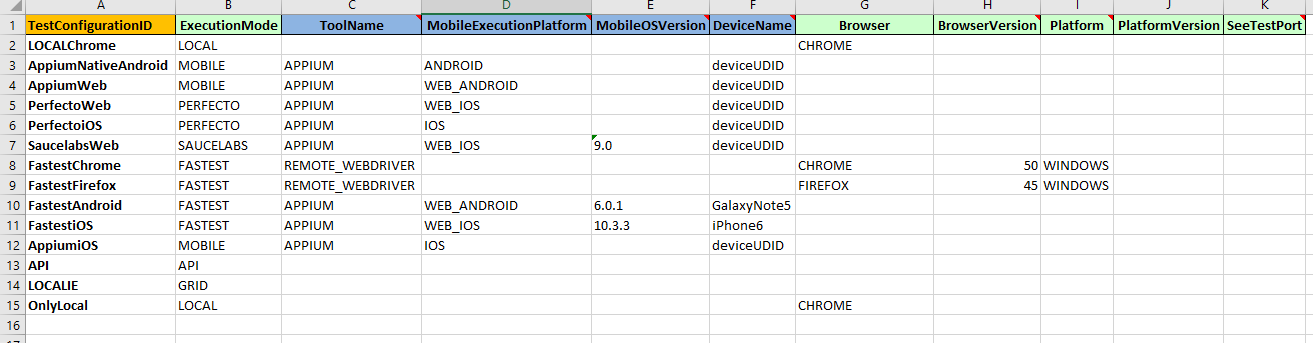 A B C D E F G H I J K
1 TestConfigurationID ExecutionMode ToolName MobileExecutionPlatform MobileOSVersion DeviceName Browser BrowserVersion Platform PlatformVersion SeeTestPort
2 LOCALChrome LOCAL CHROME
3 AppiumNativeAndroid MOBILE APPIUM ANDROID deviceUDID
4 AppiumWeb MOBILE APPIUM WEB_ANDROID deviceUDID
5 PerfectoWeb PERFECTO APPIUM WEB_IOS deviceUDID
6 PerfectoiOS PERFECTO APPIUM IOS deviceUDID
7 SaucelabsWeb SAUCELABS APPIUM WEB_IOS 9.0 deviceUDID
8 FastestChrome FASTEST REMOTE_WEBDRIVER CHROME 50 WINDOWS
9 FastestFirefox FASTEST REMOTE_WEBDRIVER FIREFOX 45 WINDOWS
10 FastestAndroid FASTEST APPIUM WEB_ANDROID 6.0.1 GalaxyNote5
11 FastestiOS FASTEST APPIUM WEB_IOS 10.3.3 iPhone6
12 AppiumiOS MOBILE APPIUM IOS deviceUDID
13 API API
14 LOCALIE GRID
15 OnlyLocal LOCAL CHROME
16
17